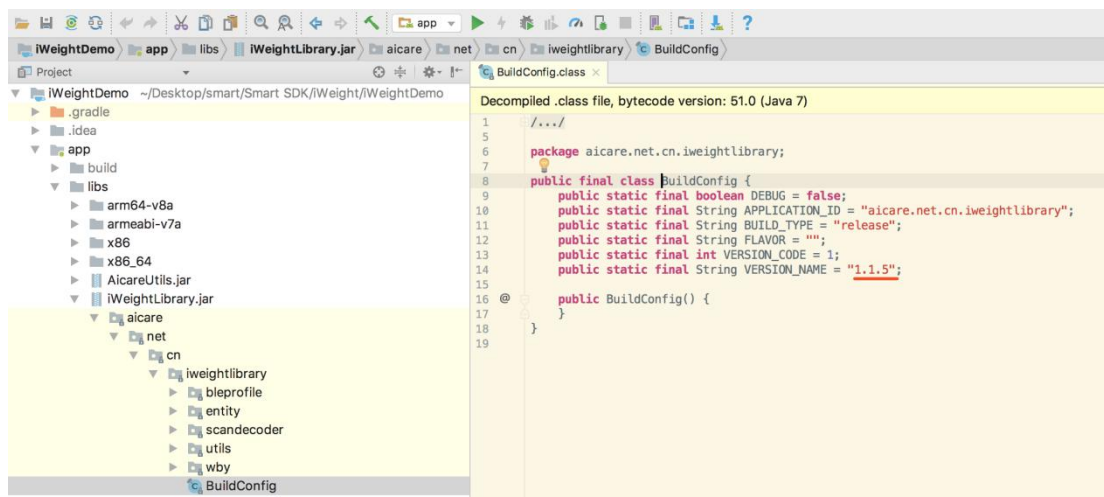 app
iWeightDemo app libs iWeightLibrary.jar aicare net cn iweightlibrary BuildConfig
Project
BuildConfig.class
iWeightDemo ~/Desktop/smart/Smart SDK/iWeight/iWeightDemo
.gradle
.idea
app
build
libs
arm64-v8a
armeabi-v7a
x86
x86_64
AicareUtils.jar
iWeightLibrary.jar
aicare
net
cn
iweightlibrary
bleprofile
entity
scandecoder
utils
wby
BuildConfig
Decompiled .class file, bytecode version: 51.0 (Java 7)
1 /.../
5
6 package aicare.net.cn.iweightlibrary;
7
8 public final class BuildConfig {
9 public static final boolean DEBUG = false;
10 public static final String APPLICATION_ID = "aicare.net.cn.iweightlibrary";
11 public static final String BUILD_TYPE = "release";
12 public static final String FLAVOR = "";
13 public static final int VERSION_CODE = 1;
14 public static final String VERSION_NAME = "1.1.5";
15
16 @ public BuildConfig() {
17 }
18 }
19